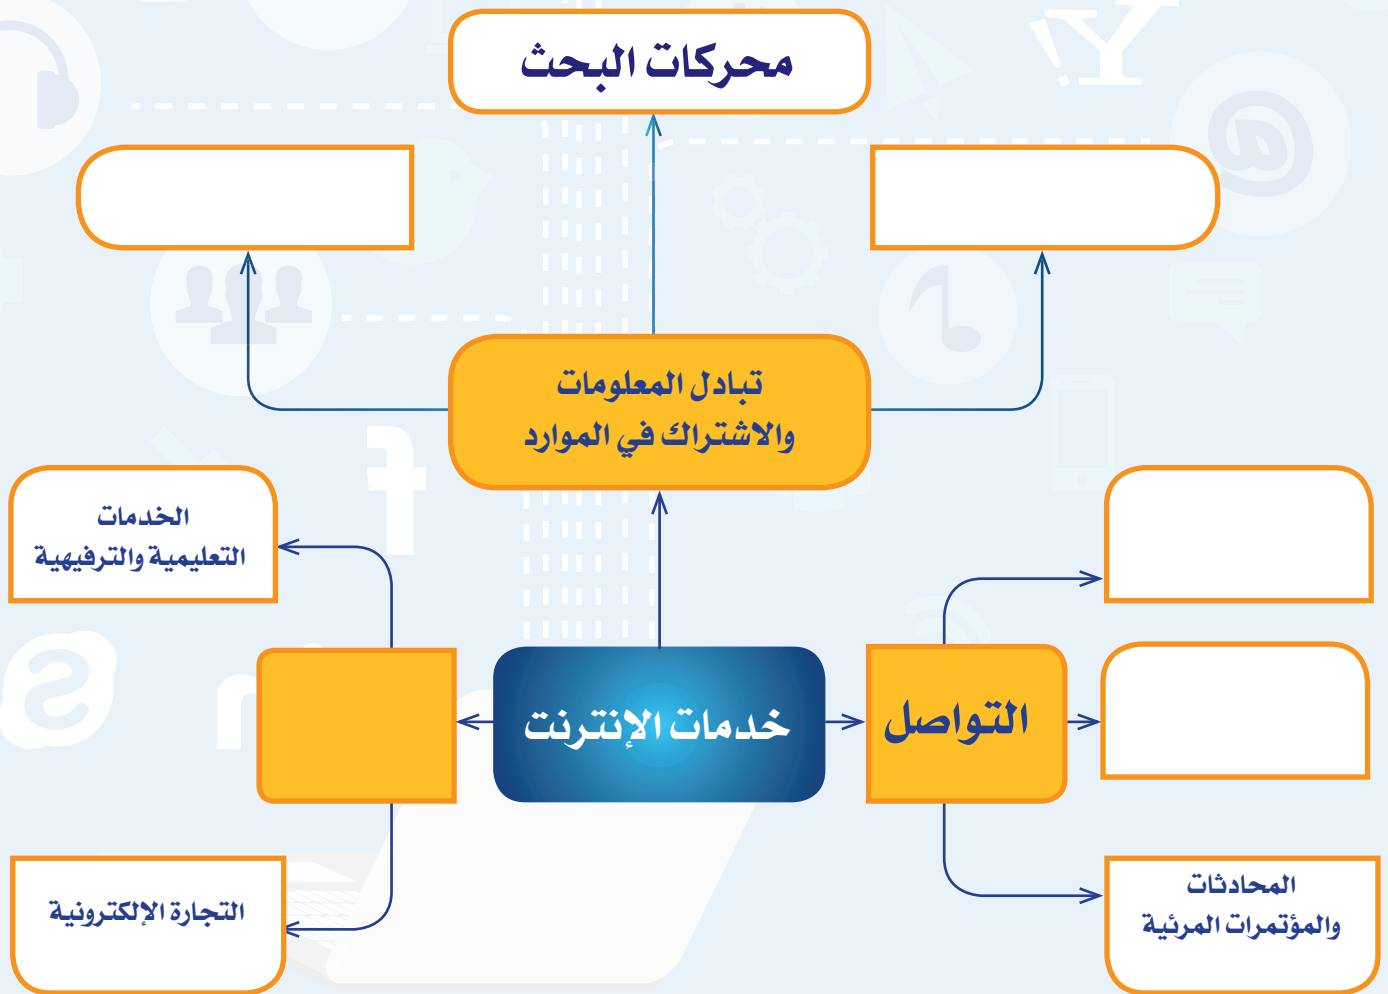 محركات البحث
تبادل المعلومات
والاشتراك في الموارد
الخدمات
التعليمية والترفيهية
خدمات الإنترنت
التواصل
التجارة الإلكترونية
المحادثات
والمؤتمرات المرئية